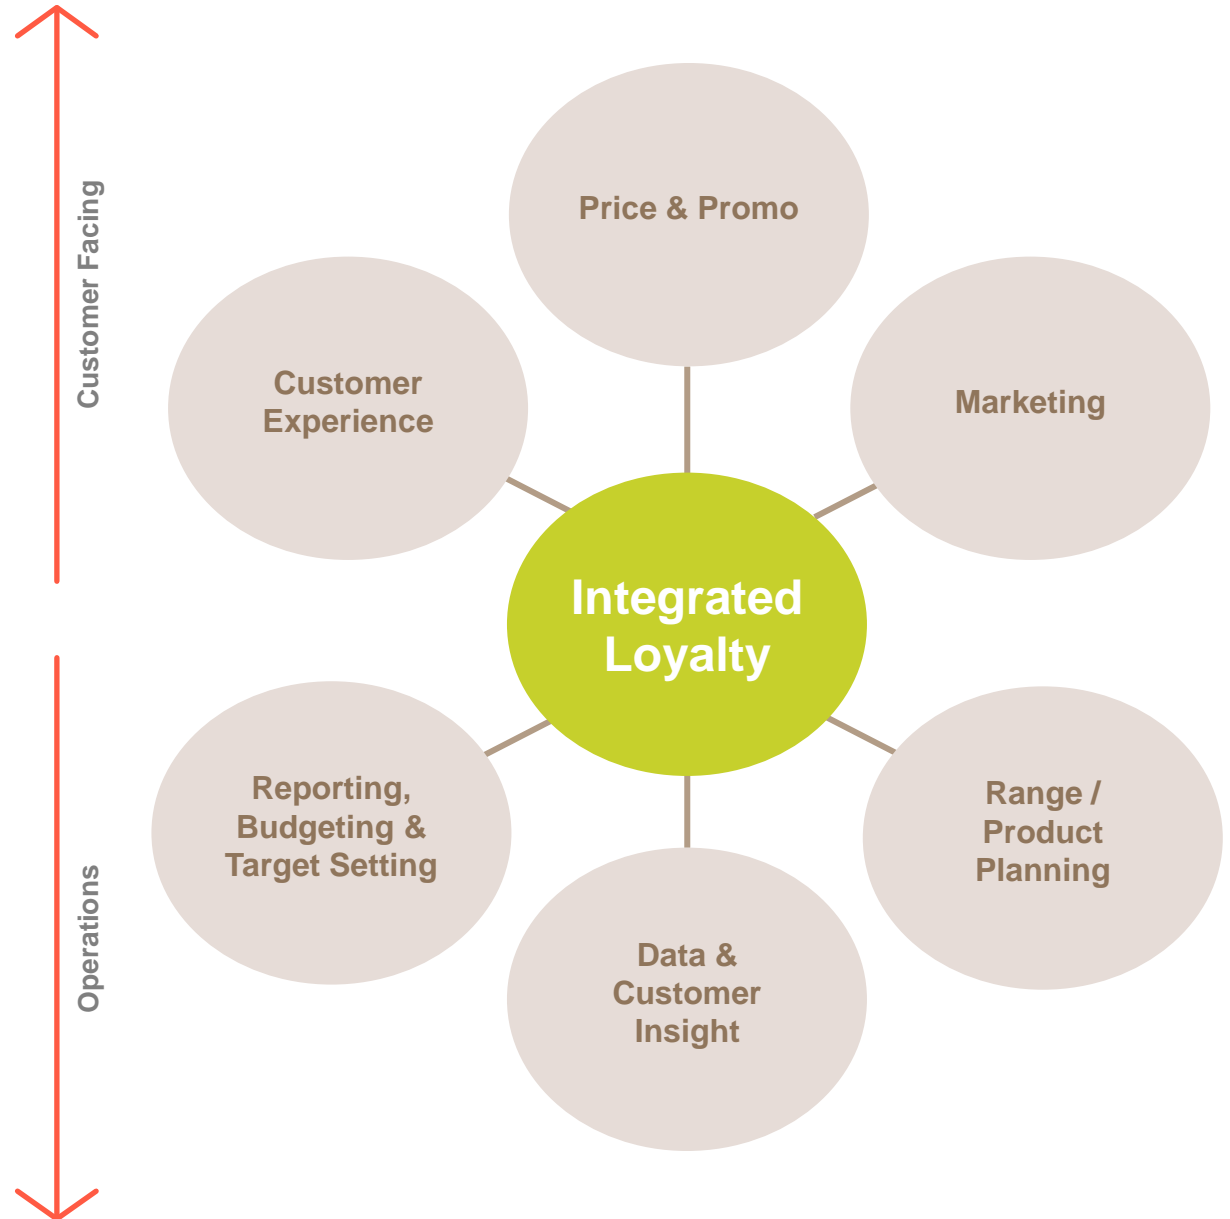 Customer Facing
Price & Promo
Customer
Experience
Marketing
Integrated
Loyalty
Operations
Reporting,
Budgeting &
Target Setting
Range /
Product
Planning
Data &
Customer
Insight